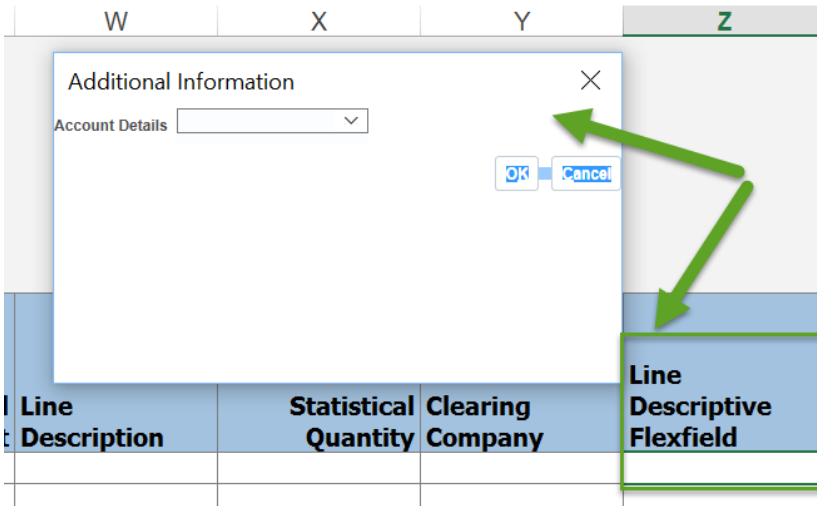 W X Y Z
Additional Information
Account Details
OK Cancel
Line Description
Statistical Quantity
Clearing Company
Line Descriptive Flexfield